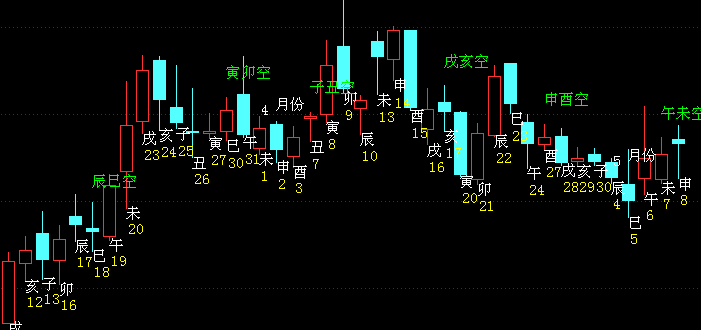 戌
亥
12
子
13
卯
16
辰
17
巳
18
午
19
辰巳空
未
20
戌
23
亥
24
子
25
丑
26
寅
27
巳
30
午
31
寅卯空
4 月份
未
1
申
2
酉
3
丑
7
寅
8
子丑空
卯
9
辰
10
未
13
申
酉
15
戌
16
亥
寅
20
卯
21
戌亥空
辰
22
巳
午
24
酉
27
申酉空
戌
28
亥
29
子
30
5 月份
辰
4
巳
5
午
6
未
7
申
8
午未空